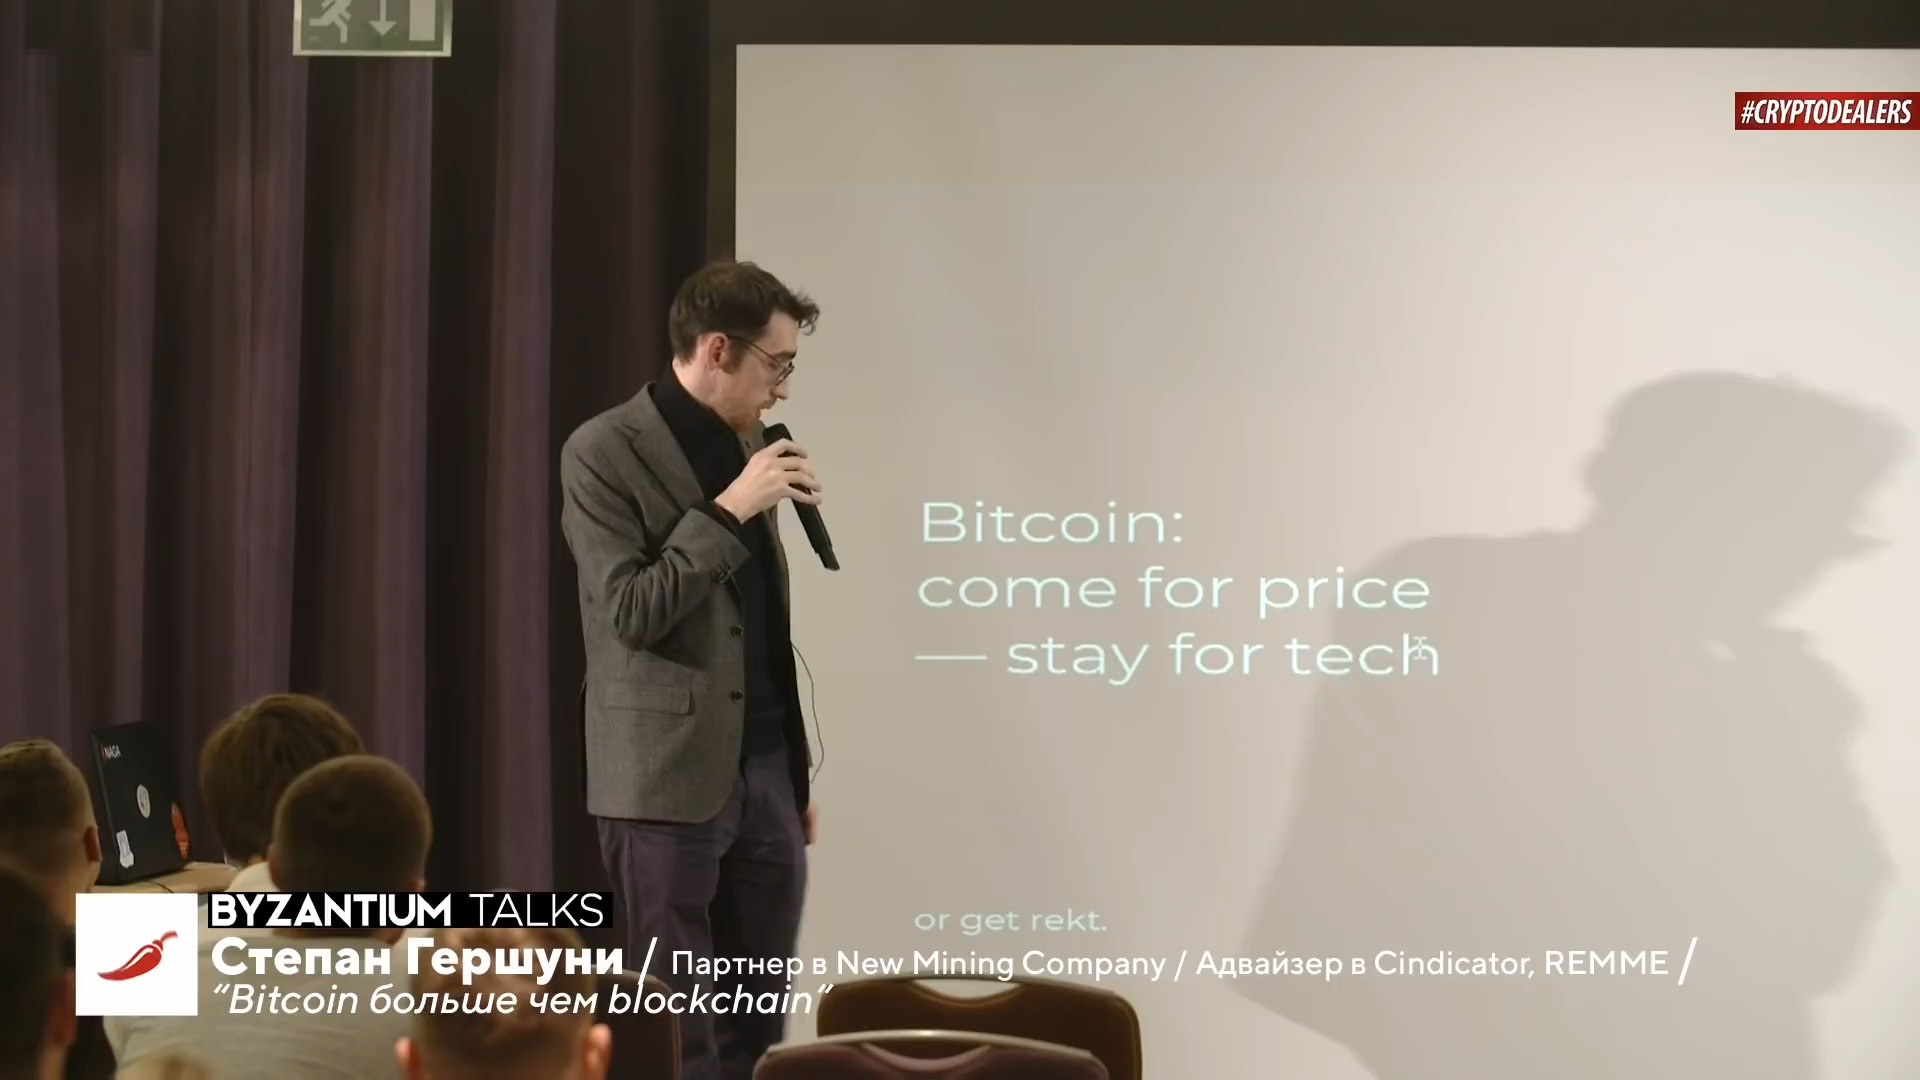 #CRYPTODEALERS
Bitcoin:
come for price
— stay for tech
or get rekt.
NAGA
BYZANTIUM TALKS
Степан Гершуни / Партнер в New Mining Company / Адвайзер в Cindicator, REMME /
“Bitcoin больше чем blockchain”